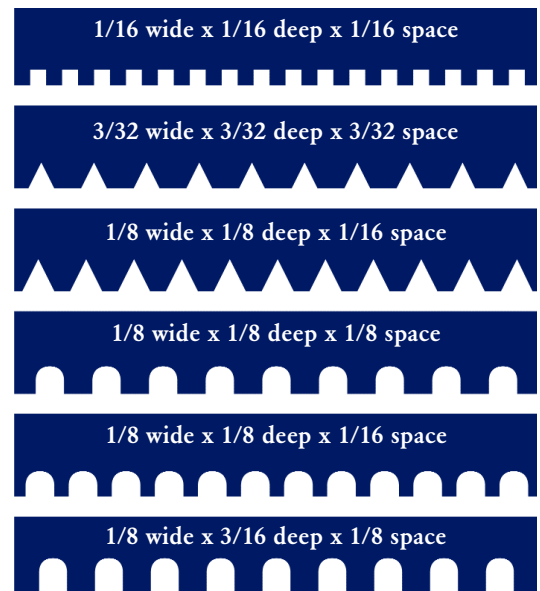 1/16 wide x 1/16 deep x 1/16 space
3/32 wide x 3/32 deep x 3/32 space
1/8 wide x 1/8 deep x 1/16 space
1/8 wide x 1/8 deep x 1/8 space
1/8 wide x 1/8 deep x 1/16 space
1/8 wide x 3/16 deep x 1/8 space